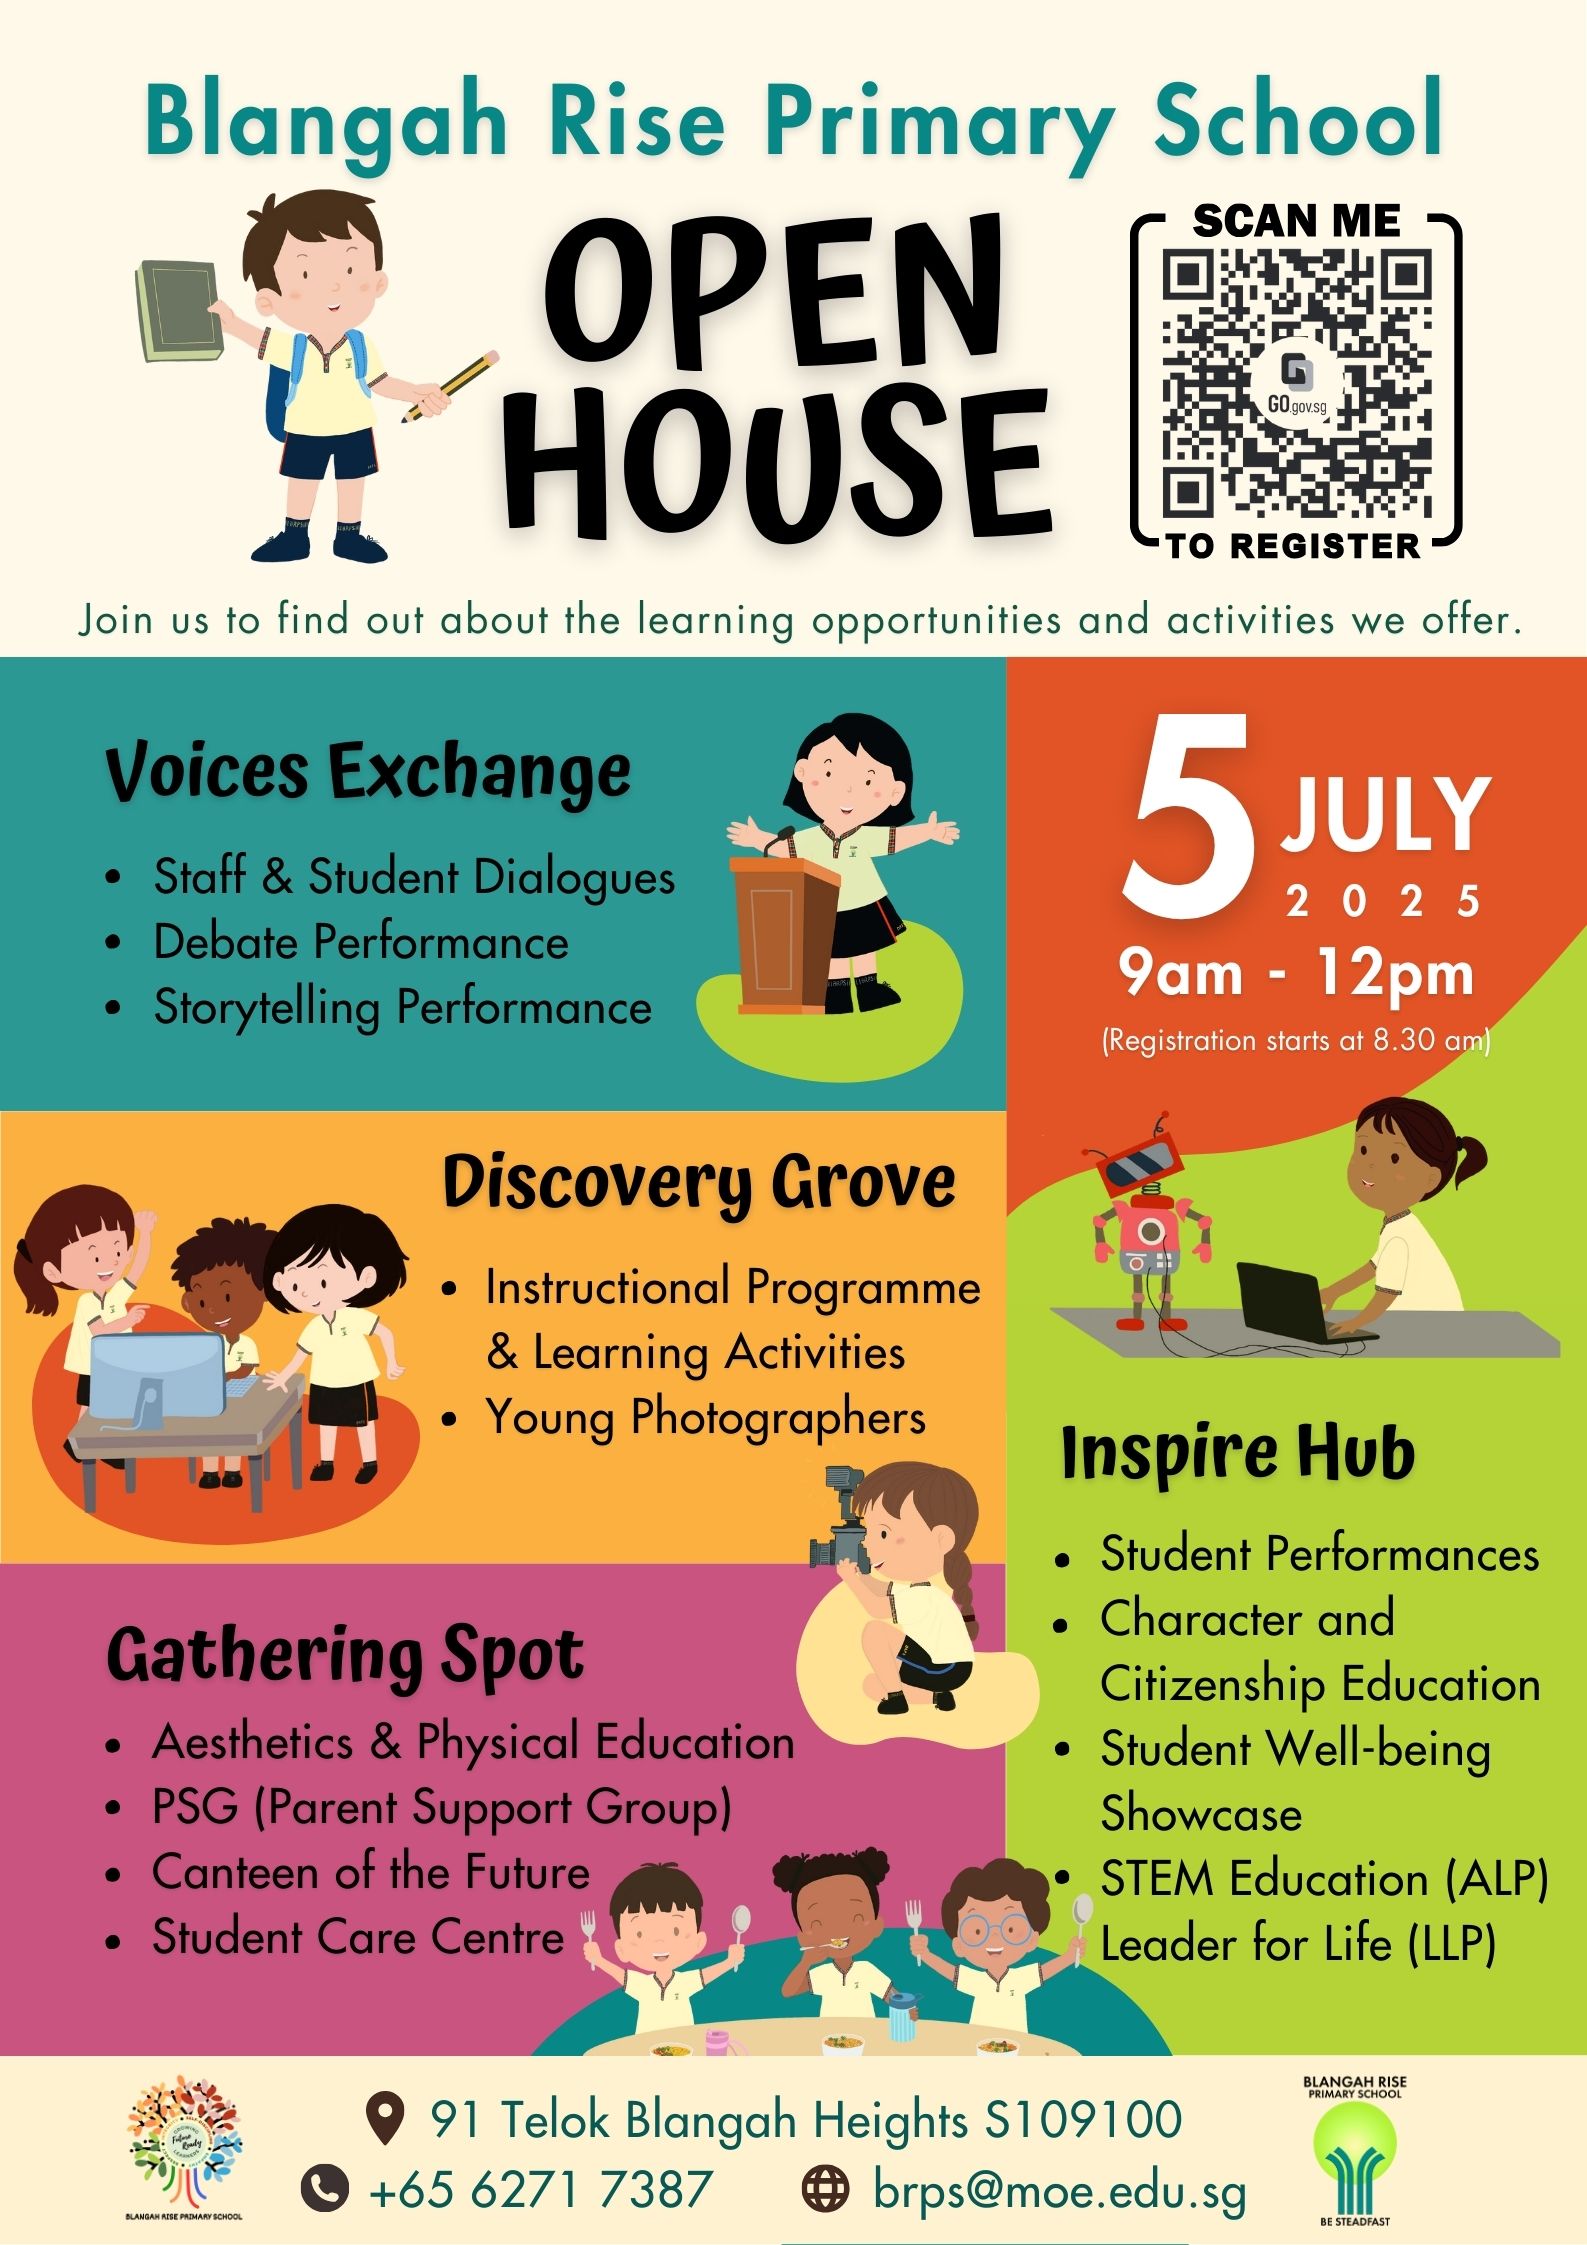 Blangah Rise Primary School
OPEN
HOUSE
SCAN ME
GO.gov.sg
TO REGISTER
Join us to find out about the learning opportunities and activities we offer.
Voices Exchange
• Staff & Student Dialogues
• Debate Performance
• Storytelling Performance
5 JULY
2025
9am - 12pm
(Registration starts at 8.30 am)
Discovery Grove
• Instructional Programme
& Learning Activities
• Young Photographers
Inspire Hub
• Student Performances
• Character and
Citizenship Education
• Student Well-being
Showcase
• STEM Education (ALP)
Leader for Life (LLP)
Gathering Spot
• Aesthetics & Physical Education
• PSG (Parent Support Group)
• Canteen of the Future
• Student Care Centre
Future
Ready
BLANGAH RISE PRIMARY SCHOOL
91 Telok Blangah Heights S109100
+65 6271 7387
brps@moe.edu.sg
BLANGAH RISE
PRIMARY SCHOOL
BE STEADFAST